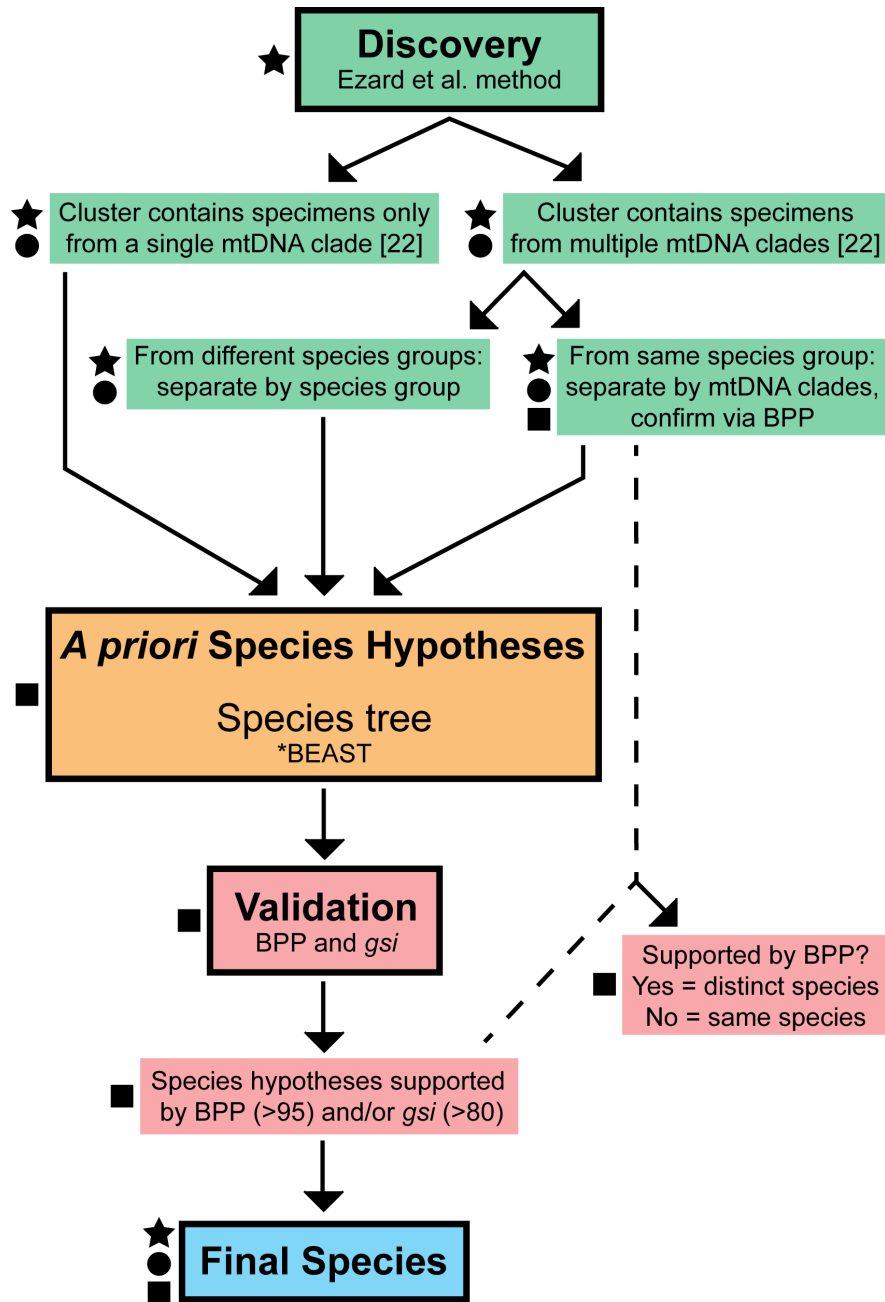 Discovery
Ezard et al. method
Cluster contains specimens only
from a single mtDNA clade [22]
Cluster contains specimens
from multiple mtDNA clades [22]
From different species groups:
separate by species group
From same species group:
separate by mtDNA clades,
confirm via BPP
A priori Species Hypotheses
Species tree
*BEAST
Validation
BPP and gsi
Supported by BPP?
Yes = distinct species
No = same species
Species hypotheses supported
by BPP (>95) and/or gsi (>80)
Final Species